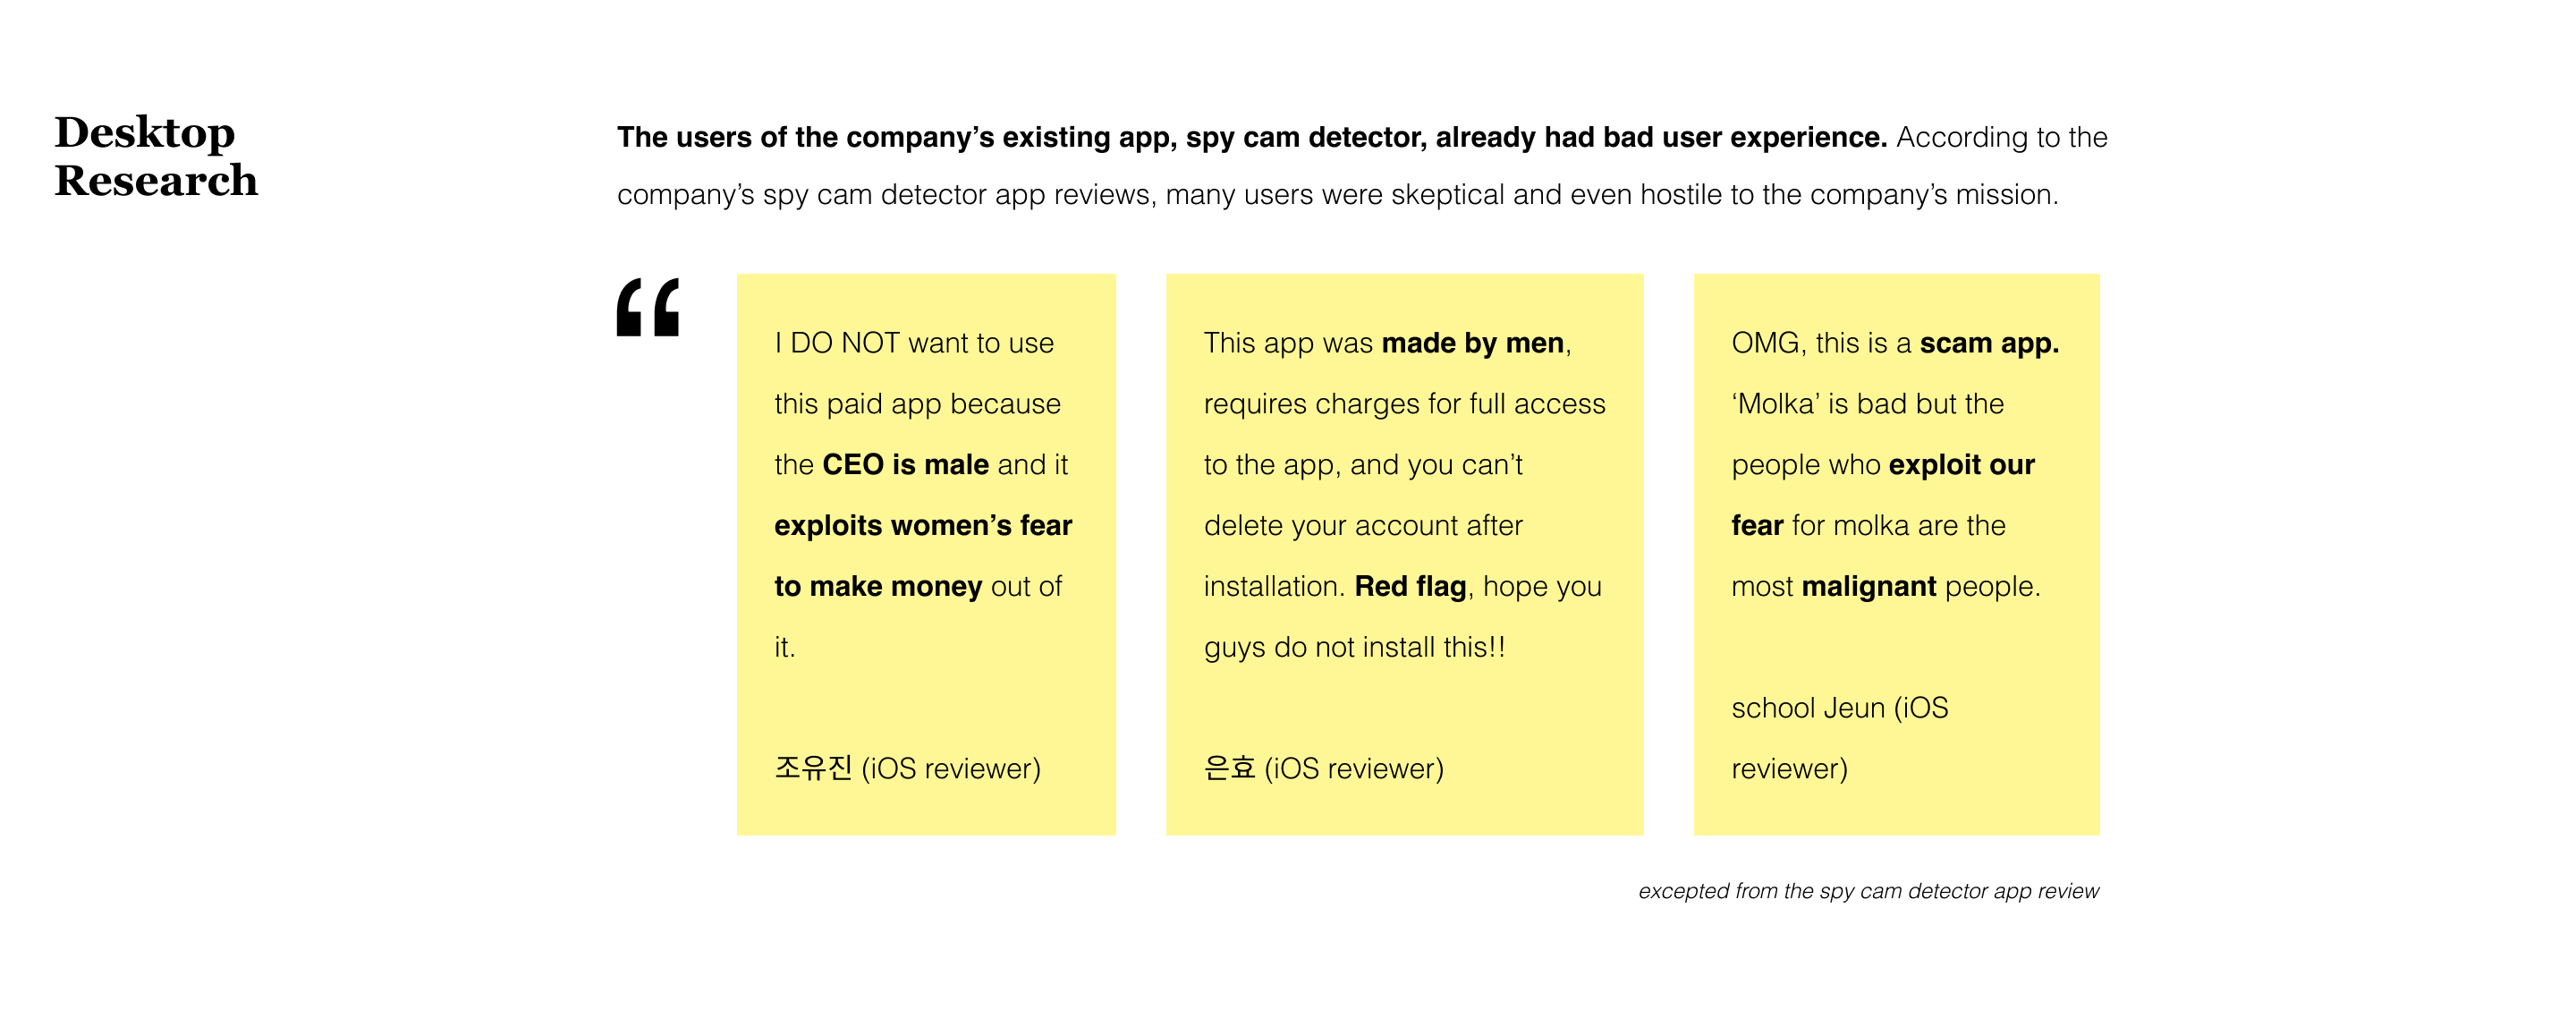 Desktop
Research
The users of the company’s existing app, spy cam detector, already had bad user experience. According to the
company’s spy cam detector app reviews, many users were skeptical and even hostile to the company’s mission.
“
I DO NOT want to use
this paid app because
the CEO is male and it
exploits women’s fear
to make money out of
it.
조유진 (iOS reviewer)
This app was made by men,
requires charges for full access
to the app, and you can’t
delete your account after
installation. Red flag, hope you
guys do not install this!!
은효 (iOS reviewer)
OMG, this is a scam app.
‘Molka’ is bad but the
people who exploit our
fear for molka are the
most malignant people.
school Jeun (iOS
reviewer)
excepted from the spy cam detector app review